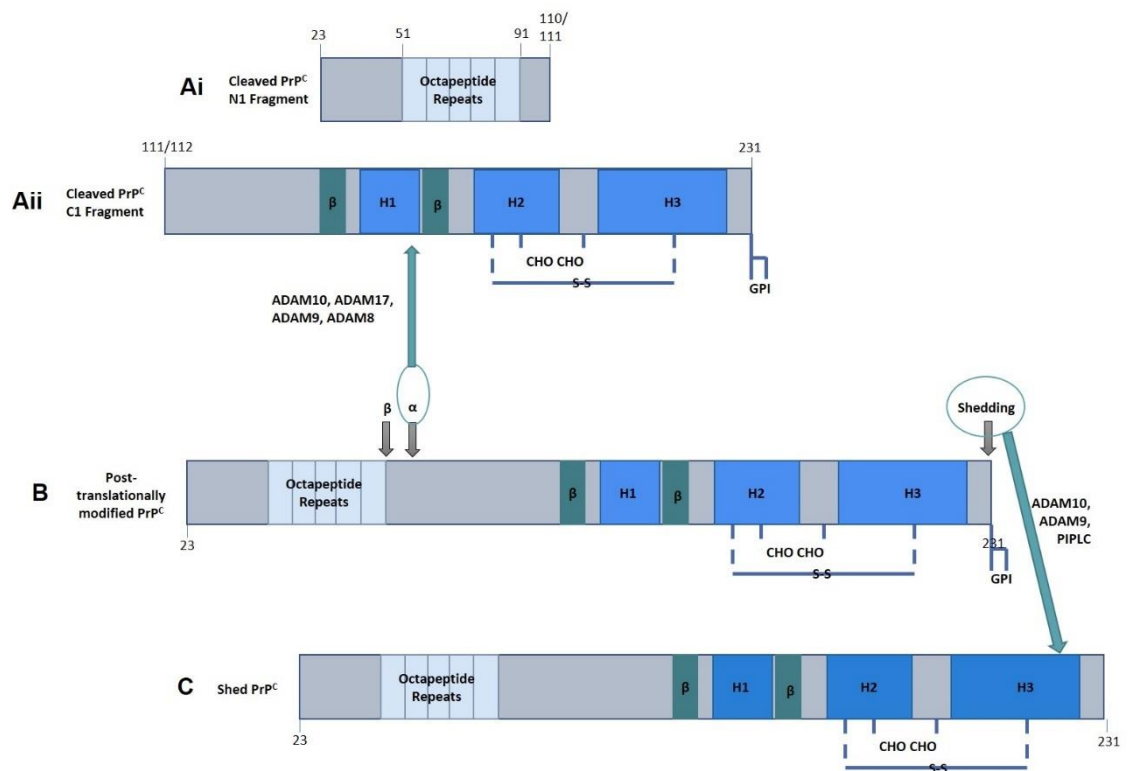 110/
23 51 91 111
Ai
Cleaved PrPᶜ
N1 Fragment
Octapeptide
Repeats
111/112 231
Aii
Cleaved PrPᶜ
C1 Fragment
β H1 β H2 H3
CHO CHO
S-S
GPI
ADAM10, ADAM17,
ADAM9, ADAM8
β α Shedding
B
Post-
translationally
modified PrPᶜ
Octapeptide
Repeats
β H1 β H2 H3
23 231
CHO CHO
S-S
GPI
ADAM10,
ADAM9,
PIPLC
C
Shed PrPᶜ
Octapeptide
Repeats
β H1 β H2 H3
23 231
CHO CHO
S-S